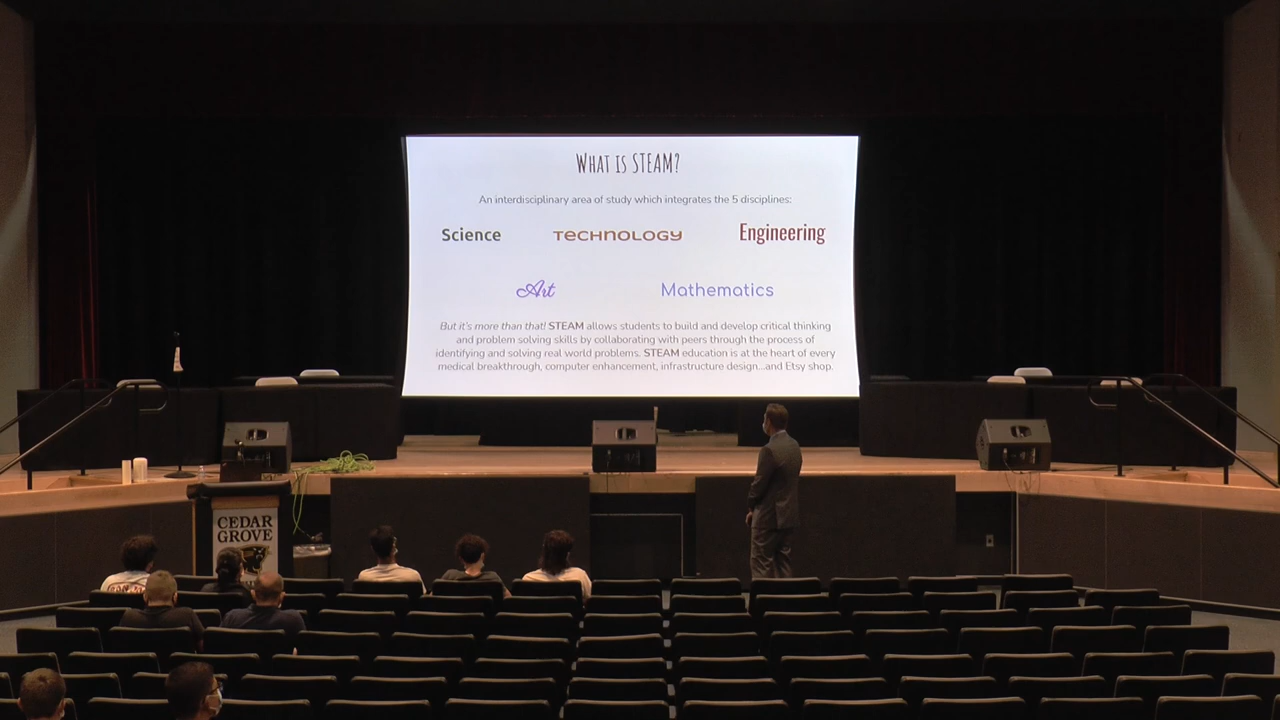 What is STEAM?
An interdisciplinary area of study which integrates the 5 disciplines:
Science Technology Engineering
Art Mathematics
But it's more than that! STEAM allows students to build and develop critical thinking
and problem solving skills by collaborating with peers through the process of
identifying and solving real world problems. STEAM education is at the heart of every
medical breakthrough, computer enhancement, infrastructure design...and Etsy shop.
CEDAR
GROVE